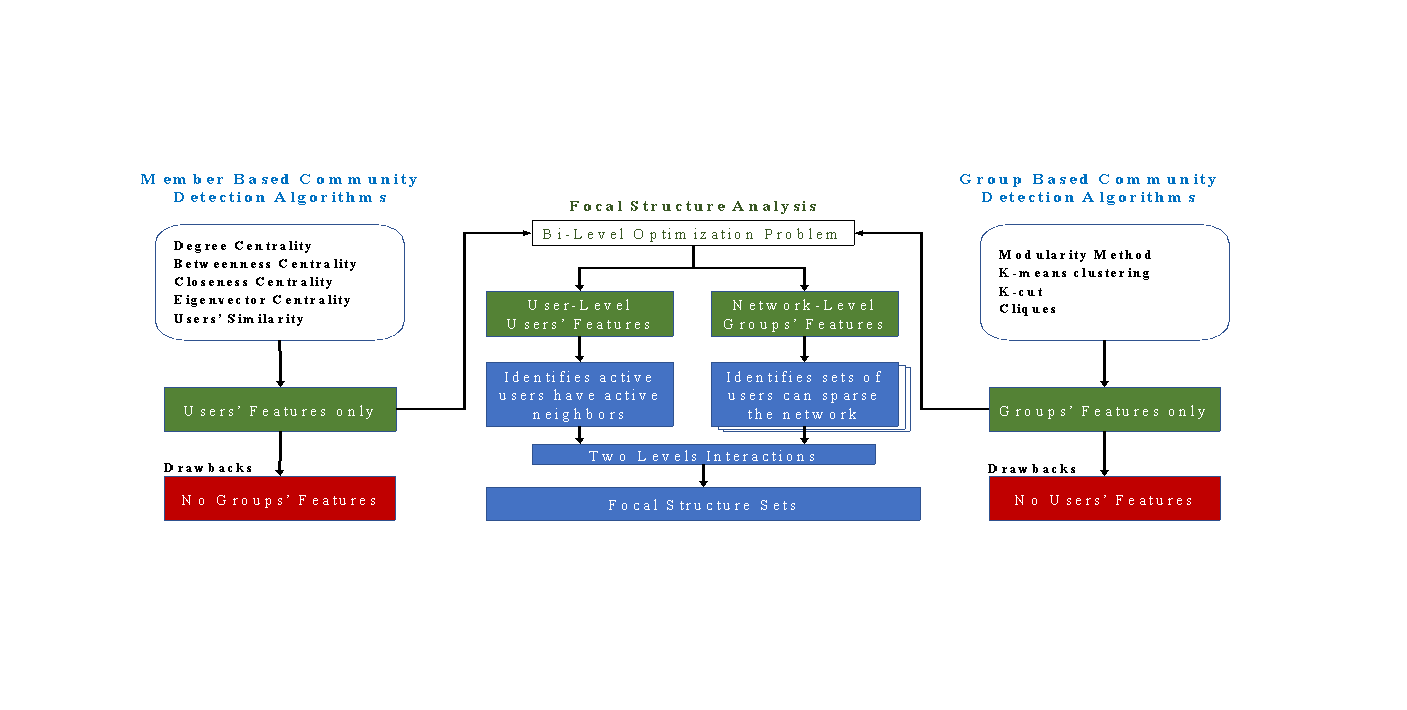 Member Based Community
Detection Algorithms
Degree Centrality
Betweenness Centrality
Closeness Centrality
Eigenvector Centrality
Users' Similarity
Users' Features only
Drawbacks
No Groups' Features
Focal Structure Analysis
Bi-Level Optimization Problem
User-Level
Users' Features
Network-Level
Groups' Features
Identifies active
users have active
neighbors
Identifies sets of
users can sparse
the network
Two Levels Interactions
Focal Structure Sets
Group Based Community
Detection Algorithms
Modularity Method
K-means clustering
K-cut
Cliques
Groups' Features only
Drawbacks
No Users' Features